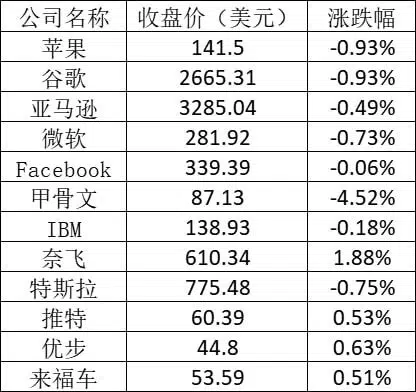 公司名称 收盘价（美元） 涨跌幅
苹果 141.5 -0.93%
谷歌 2665.31 -0.93%
亚马逊 3285.04 -0.49%
微软 281.92 -0.73%
Facebook 339.39 -0.06%
甲骨文 87.13 -4.52%
IBM 138.93 -0.18%
奈飞 610.34 1.88%
特斯拉 775.48 -0.75%
推特 60.39 0.53%
优步 44.8 0.63%
来福车 53.59 0.51%